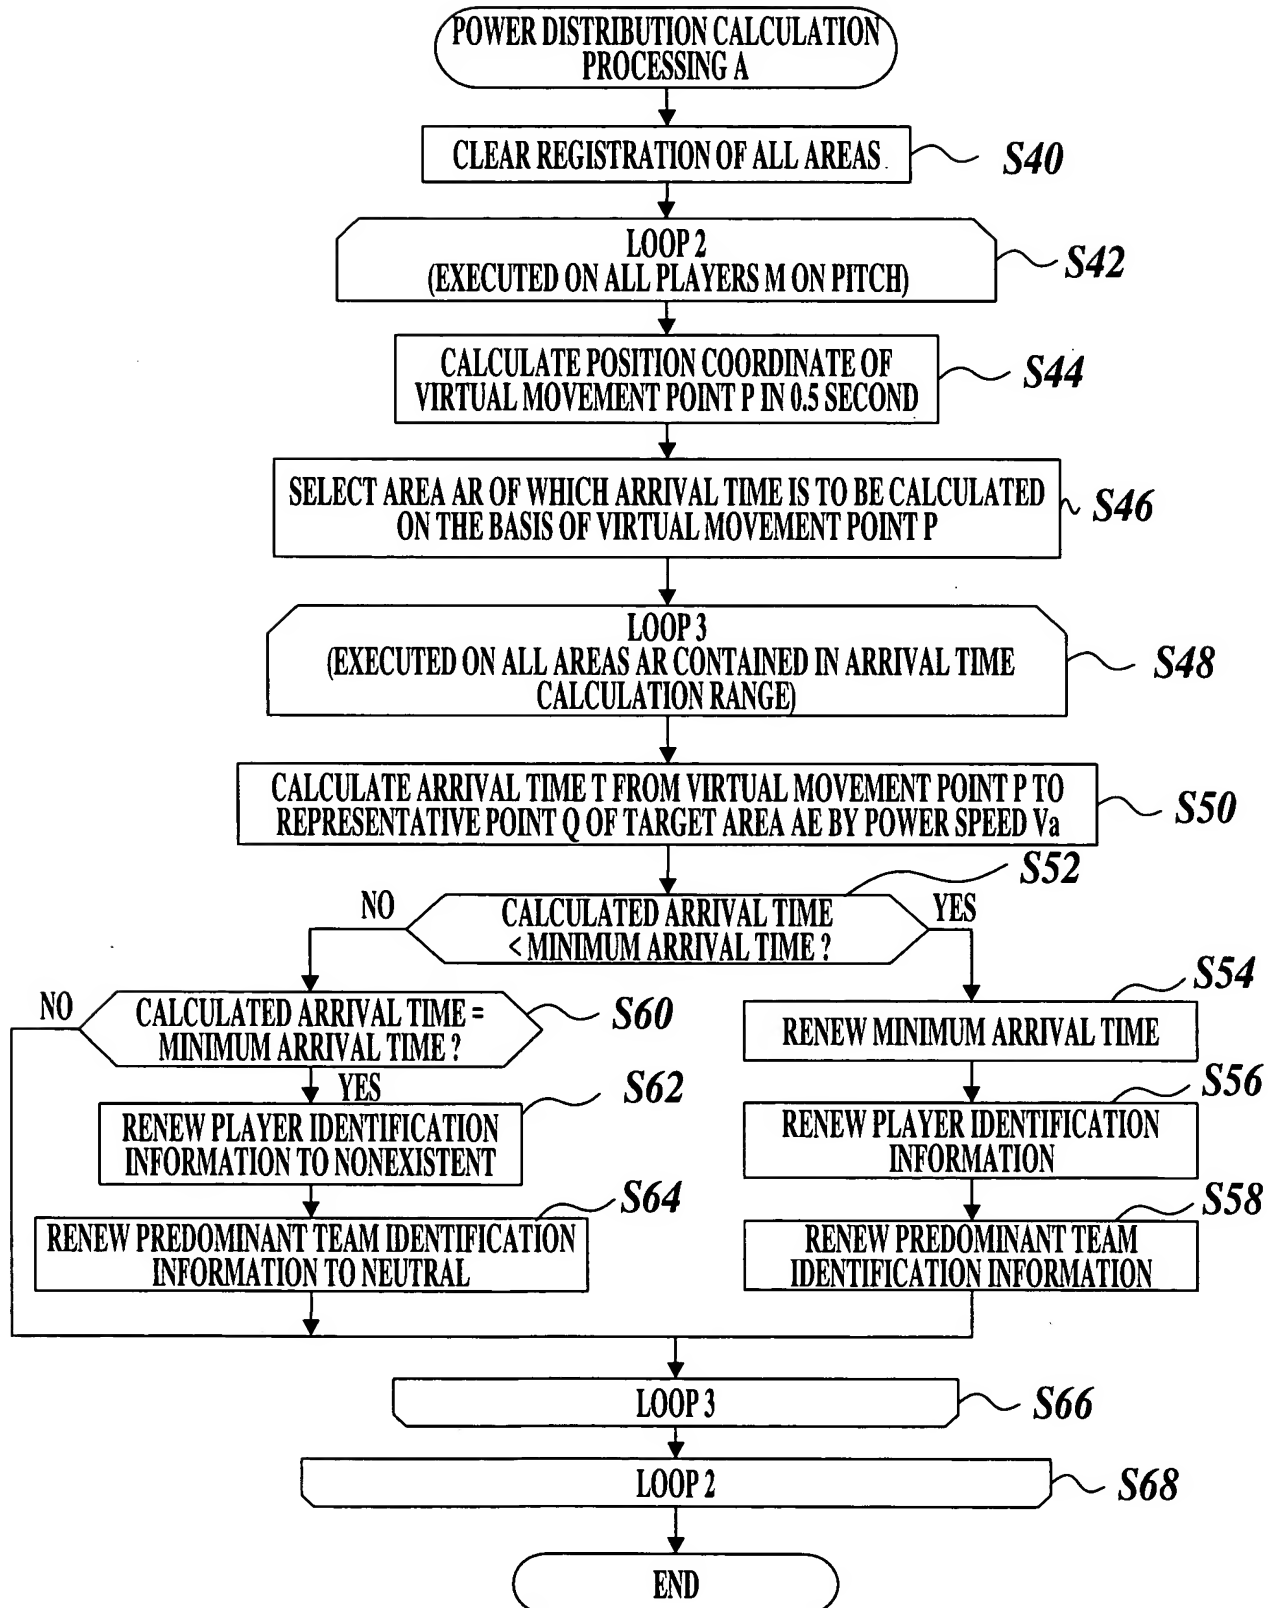 POWER DISTRIBUTION CALCULATION
PROCESSING A
CLEAR REGISTRATION OF ALL AREAS
S40
LOOP 2
(EXECUTED ON ALL PLAYERS M ON PITCH)
S42
CALCULATE POSITION COORDINATE OF
VIRTUAL MOVEMENT POINT P IN 0.5 SECOND
S44
SELECT AREA AR OF WHICH ARRIVAL TIME IS TO BE CALCULATED
ON THE BASIS OF VIRTUAL MOVEMENT POINT P
S46
LOOP 3
(EXECUTED ON ALL AREAS AR CONTAINED IN ARRIVAL TIME
CALCULATION RANGE)
S48
CALCULATE ARRIVAL TIME T FROM VIRTUAL MOVEMENT POINT P TO
REPRESENTATIVE POINT Q OF TARGET AREA AE BY POWER SPEED Va
S50
S52
NO
CALCULATED ARRIVAL TIME
< MINIMUM ARRIVAL TIME ?
YES
NO
CALCULATED ARRIVAL TIME =
MINIMUM ARRIVAL TIME ?
S60
YES
RENEW PLAYER IDENTIFICATION
INFORMATION TO NONEXISTENT
S62
RENEW PREDOMINANT TEAM IDENTIFICATION
INFORMATION TO NEUTRAL
S64
S54
RENEW MINIMUM ARRIVAL TIME
S56
RENEW PLAYER IDENTIFICATION
INFORMATION
S58
RENEW PREDOMINANT TEAM
IDENTIFICATION INFORMATION
LOOP 3
S66
LOOP 2
S68
END